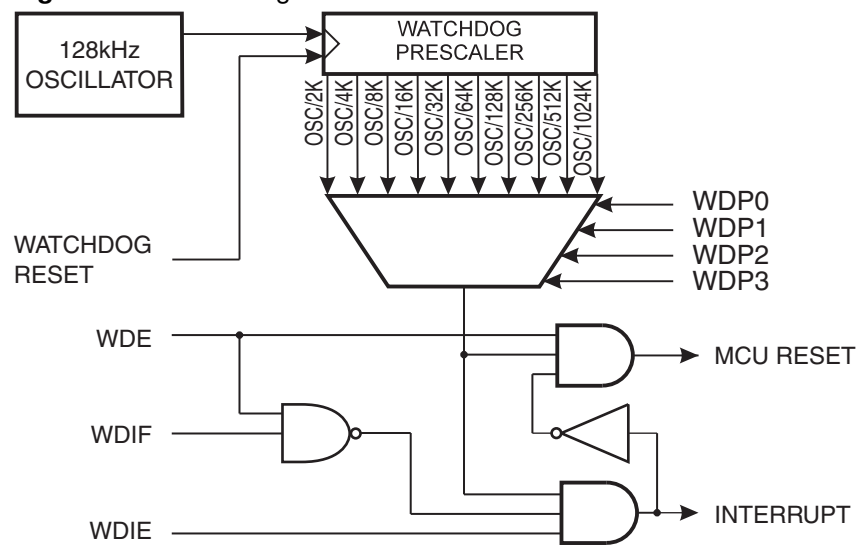 128kHz
OSCILLATOR
WATCHDOG
PRESCALER
OSC/2K
OSC/4K
OSC/8K
OSC/16K
OSC/32K
OSC/64K
OSC/128K
OSC/256K
OSC/512K
OSC/1024K
WDP0
WDP1
WDP2
WDP3
WATCHDOG
RESET
WDE
MCU RESET
WDIF
INTERRUPT
WDIE